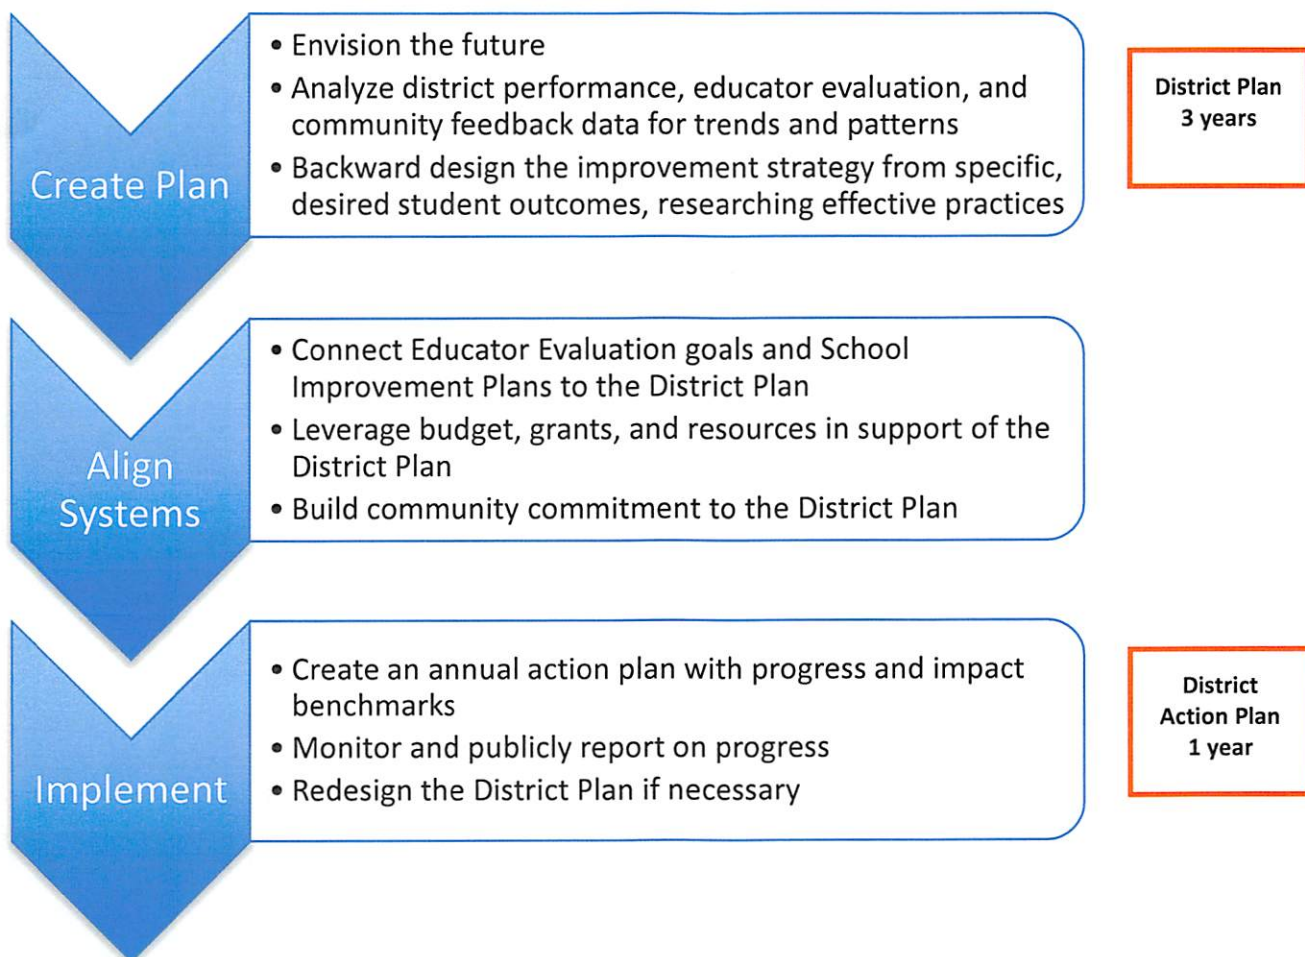 • Envision the future
• Analyze district performance, educator evaluation, and
community feedback data for trends and patterns
• Backward design the improvement strategy from specific,
desired student outcomes, researching effective practices
Create Plan
District Plan
3 years
• Connect Educator Evaluation goals and School
Improvement Plans to the District Plan
• Leverage budget, grants, and resources in support of the
District Plan
• Build community commitment to the District Plan
Align
Systems
• Create an annual action plan with progress and impact
benchmarks
• Monitor and publicly report on progress
• Redesign the District Plan if necessary
Implement
District
Action Plan
1 year